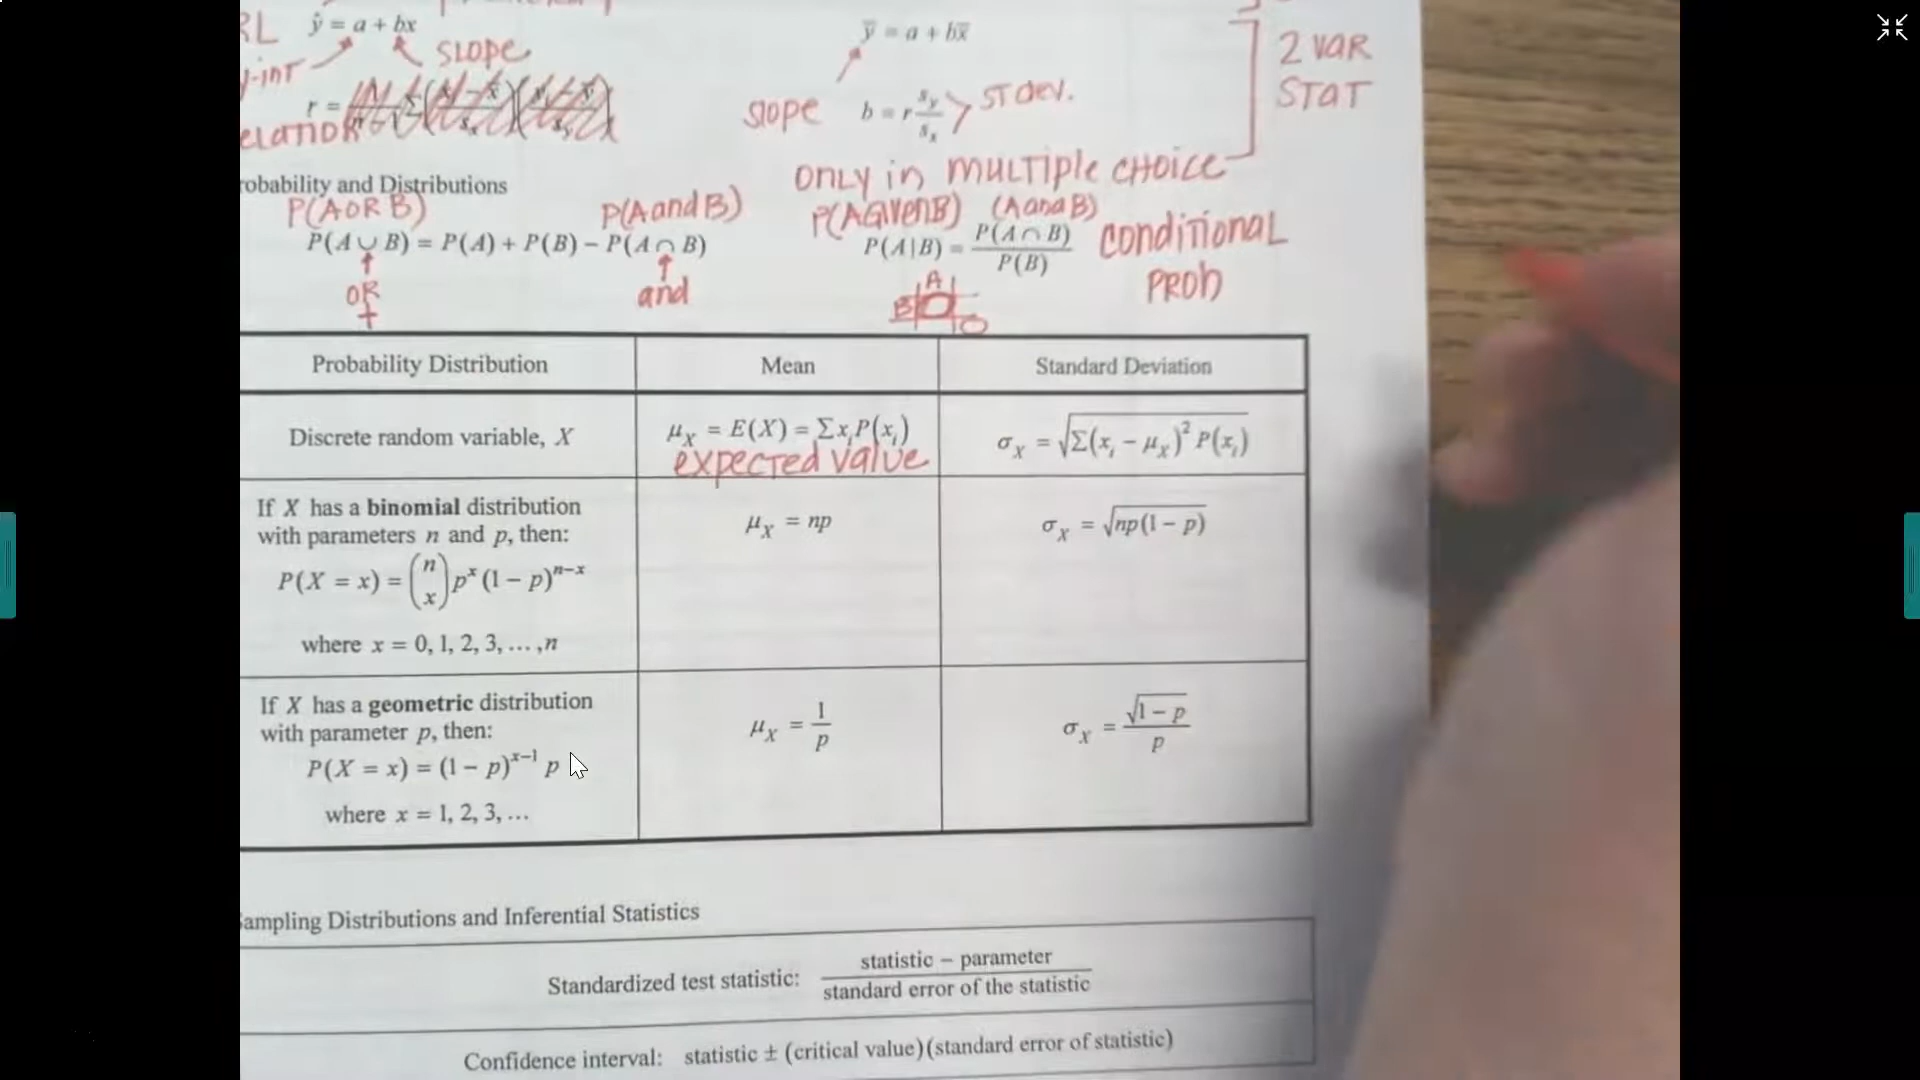 RL ŷ = a + bx
SLOPE
y-int
r =
ELATION
ȳ = a + bx̄
slope b = r s_y/s_x > ST dev.
2 VAR
STAT
ONLY in MULTIPLE CHOICE
robability and Distributions
P(A OR B) P(A and B)
P(A ∪ B) = P(A) + P(B) − P(A ∩ B)
OR
+
and
P(A Given B) (A and B)
P(A|B) = P(A ∩ B)/P(B)
CONDITIONAL
PROB
A
B
Probability Distribution Mean Standard Deviation
Discrete random variable, X μ_X = E(X) = Σx_i P(x_i) σ_X = √Σ(x_i − μ_X)² P(x_i)
expected value
If X has a binomial distribution
with parameters n and p, then:
P(X = x) = (n x) p^x (1 − p)^{n−x}
where x = 0, 1, 2, 3, … ,n
μ_X = np
σ_X = √np(1 − p)
If X has a geometric distribution
with parameter p, then:
P(X = x) = (1 − p)^{x−1} p
where x = 1, 2, 3, …
μ_X = 1/p
σ_X = √1 − p/p
ampling Distributions and Inferential Statistics
Standardized test statistic: statistic − parameter
standard error of the statistic
Confidence interval: statistic ± (critical value)(standard error of statistic)